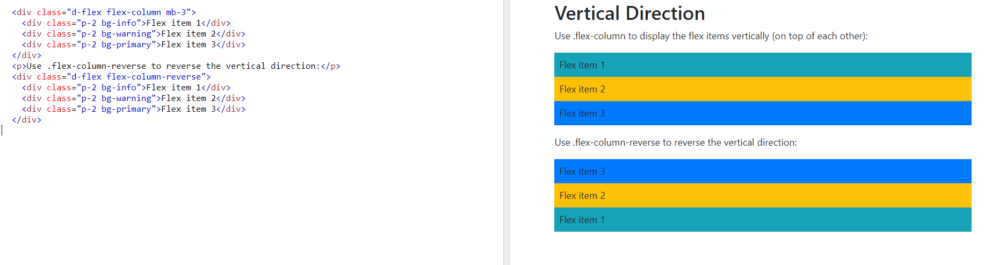 <div class="d-flex flex-column mb-3">
  <div class="p-2 bg-info">Flex item 1</div>
  <div class="p-2 bg-warning">Flex item 2</div>
  <div class="p-2 bg-primary">Flex item 3</div>
</div>
<p>Use .flex-column-reverse to reverse the vertical direction:</p>
<div class="d-flex flex-column-reverse">
  <div class="p-2 bg-info">Flex item 1</div>
  <div class="p-2 bg-warning">Flex item 2</div>
  <div class="p-2 bg-primary">Flex item 3</div>
</div>
Vertical Direction
Use .flex-column to display the flex items vertically (on top of each other):
Flex item 1
Flex item 2
Flex item 3
Use .flex-column-reverse to reverse the vertical direction:
Flex item 3
Flex item 2
Flex item 1